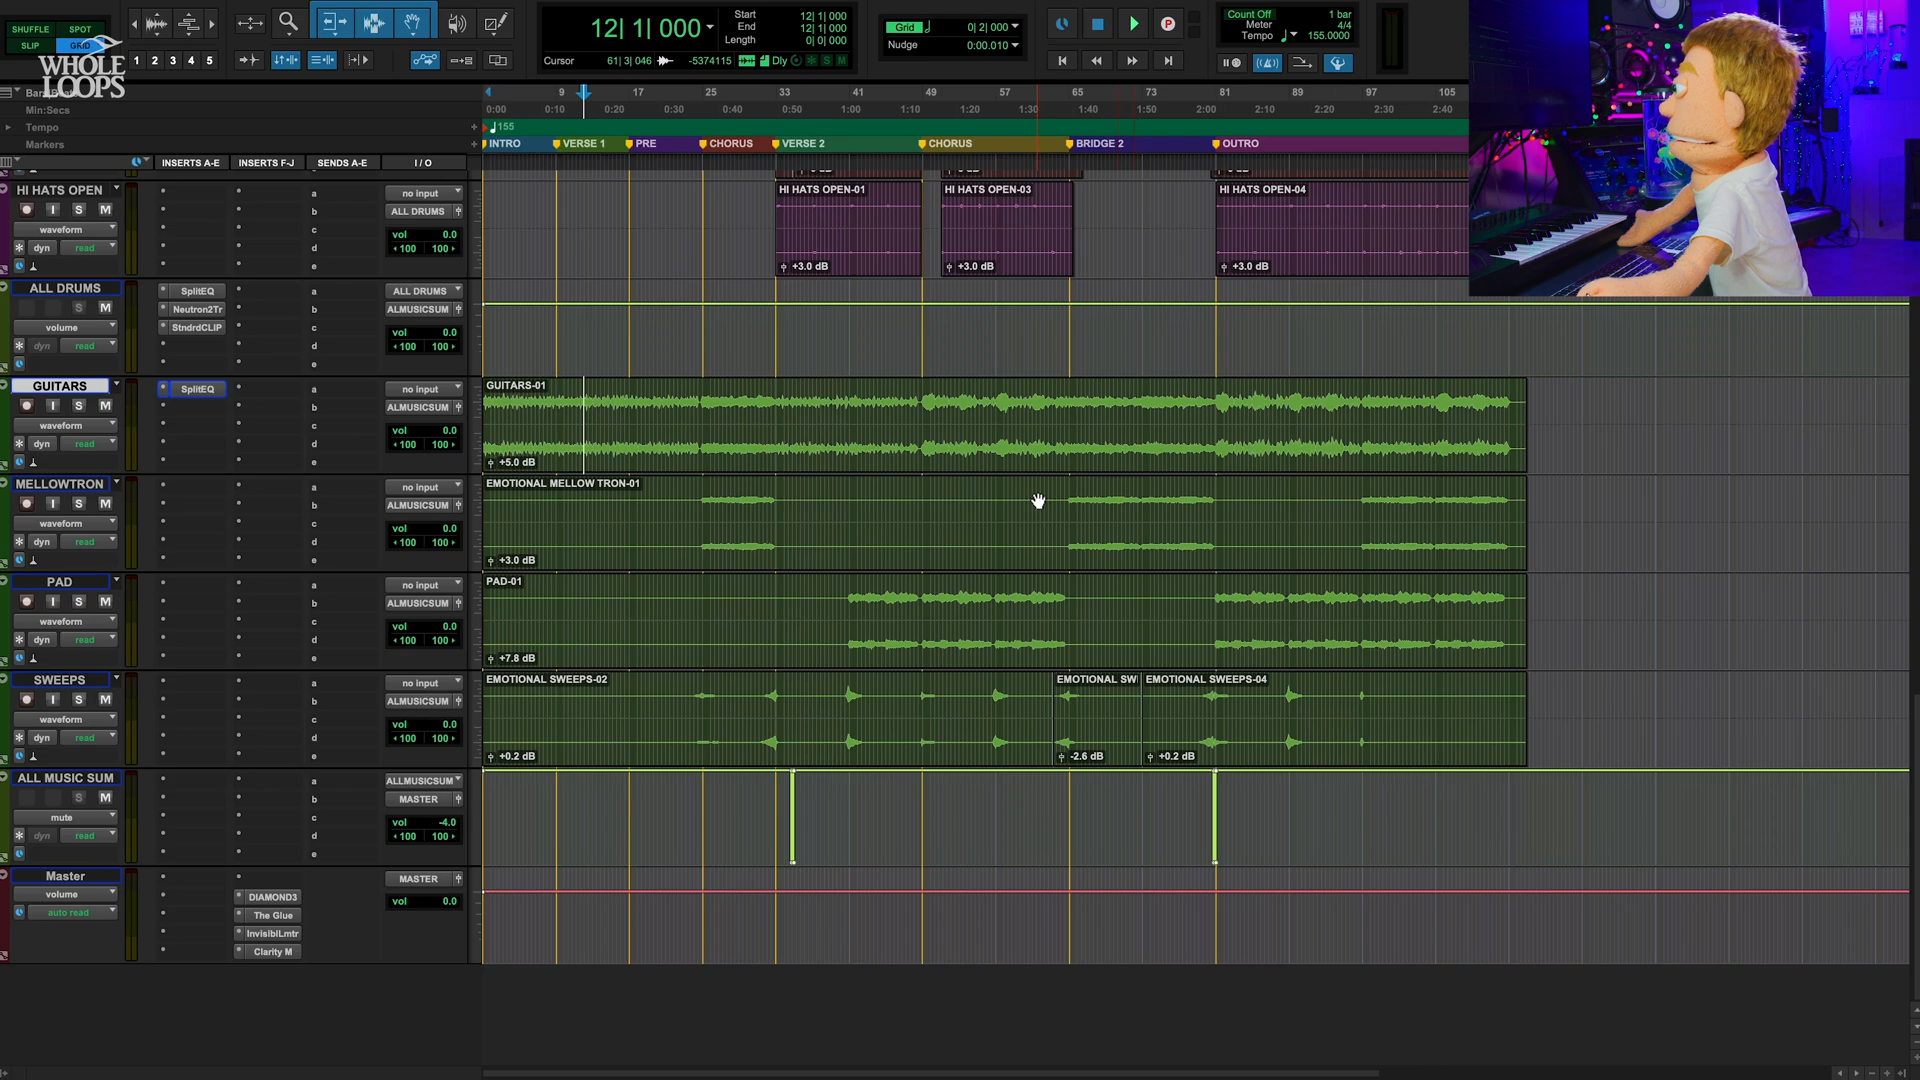 SHUFFLE SPOT
SLIP GRID
WHOLE LOOPS
1 2 3 4 5
12| 1| 000
Start 12| 1| 000
End 12| 1| 000
Length 0| 0| 000
Cursor 61| 3| 046 -5374115 Dly
Grid 0| 2| 000
Nudge 0:00.010
Count Off 1 bar
Meter 4/4
Tempo 155.0000
9 17 25 33 41 49 57 65 73 81 89 97 105
Min:Secs 0:00 0:10 0:20 0:30 0:40 0:50 1:00 1:10 1:20 1:30 1:40 1:50 2:00 2:10 2:20 2:30 2:40
Tempo 155
Markers INTRO VERSE 1 PRE CHORUS VERSE 2 CHORUS BRIDGE 2 OUTRO
INSERTS A-E INSERTS F-J SENDS A-E I / O
HI HATS OPEN a no input HI HATS OPEN-01 HI HATS OPEN-03 HI HATS OPEN-04
I S M b ALL DRUMS
waveform c vol 0.0
dyn read d 100 100
e +3.0 dB +3.0 dB +3.0 dB
ALL DRUMS SplitEQ a ALL DRUMS
S M Neutron2Tr b ALMUSICSUM
volume StndrdCLIP c vol 0.0
dyn read d 100 100
e
GUITARS SplitEQ a no input GUITARS-01
I S M b ALMUSICSUM
waveform c vol 0.0
dyn read d 100 100
e +5.0 dB
MELLOWTRON a no input EMOTIONAL MELLOW TRON-01
I S M b ALMUSICSUM
waveform c vol 0.0
dyn read d 100 100
e +3.0 dB
PAD a no input PAD-01
I S M b ALMUSICSUM
waveform c vol 0.0
dyn read d 100 100
e +7.8 dB
SWEEPS a no input EMOTIONAL SWEEPS-02 EMOTIONAL SW EMOTIONAL SWEEPS-04
I S M b ALMUSICSUM
waveform c vol 0.0
dyn read d 100 100
e +0.2 dB -2.6 dB +0.2 dB
ALL MUSIC SUM a ALLMUSICSUM
S M b MASTER
mute c vol -4.0
dyn read d 100 100
e
Master MASTER
volume DIAMOND3 vol 0.0
auto read The Glue
InvisiblLmtr
Clarity M